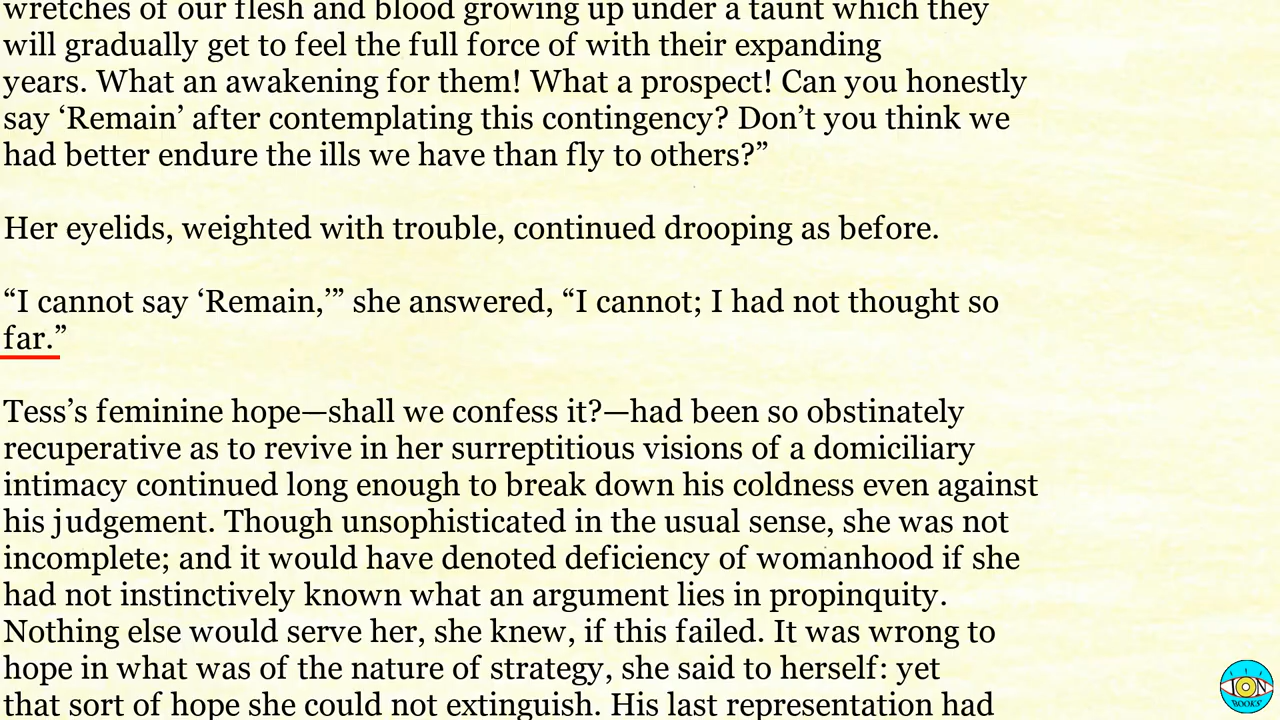 wretches of our flesh and blood growing up under a taunt which they
will gradually get to feel the full force of with their expanding
years. What an awakening for them! What a prospect! Can you honestly
say ‘Remain’ after contemplating this contingency? Don’t you think we
had better endure the ills we have than fly to others?”
Her eyelids, weighted with trouble, continued drooping as before.
“I cannot say ‘Remain,’” she answered, “I cannot; I had not thought so
far.”
Tess’s feminine hope—shall we confess it?—had been so obstinately
recuperative as to revive in her surreptitious visions of a domiciliary
intimacy continued long enough to break down his coldness even against
his judgement. Though unsophisticated in the usual sense, she was not
incomplete; and it would have denoted deficiency of womanhood if she
had not instinctively known what an argument lies in propinquity.
Nothing else would serve her, she knew, if this failed. It was wrong to
hope in what was of the nature of strategy, she said to herself: yet
that sort of hope she could not extinguish. His last representation had
ION
BOOKS